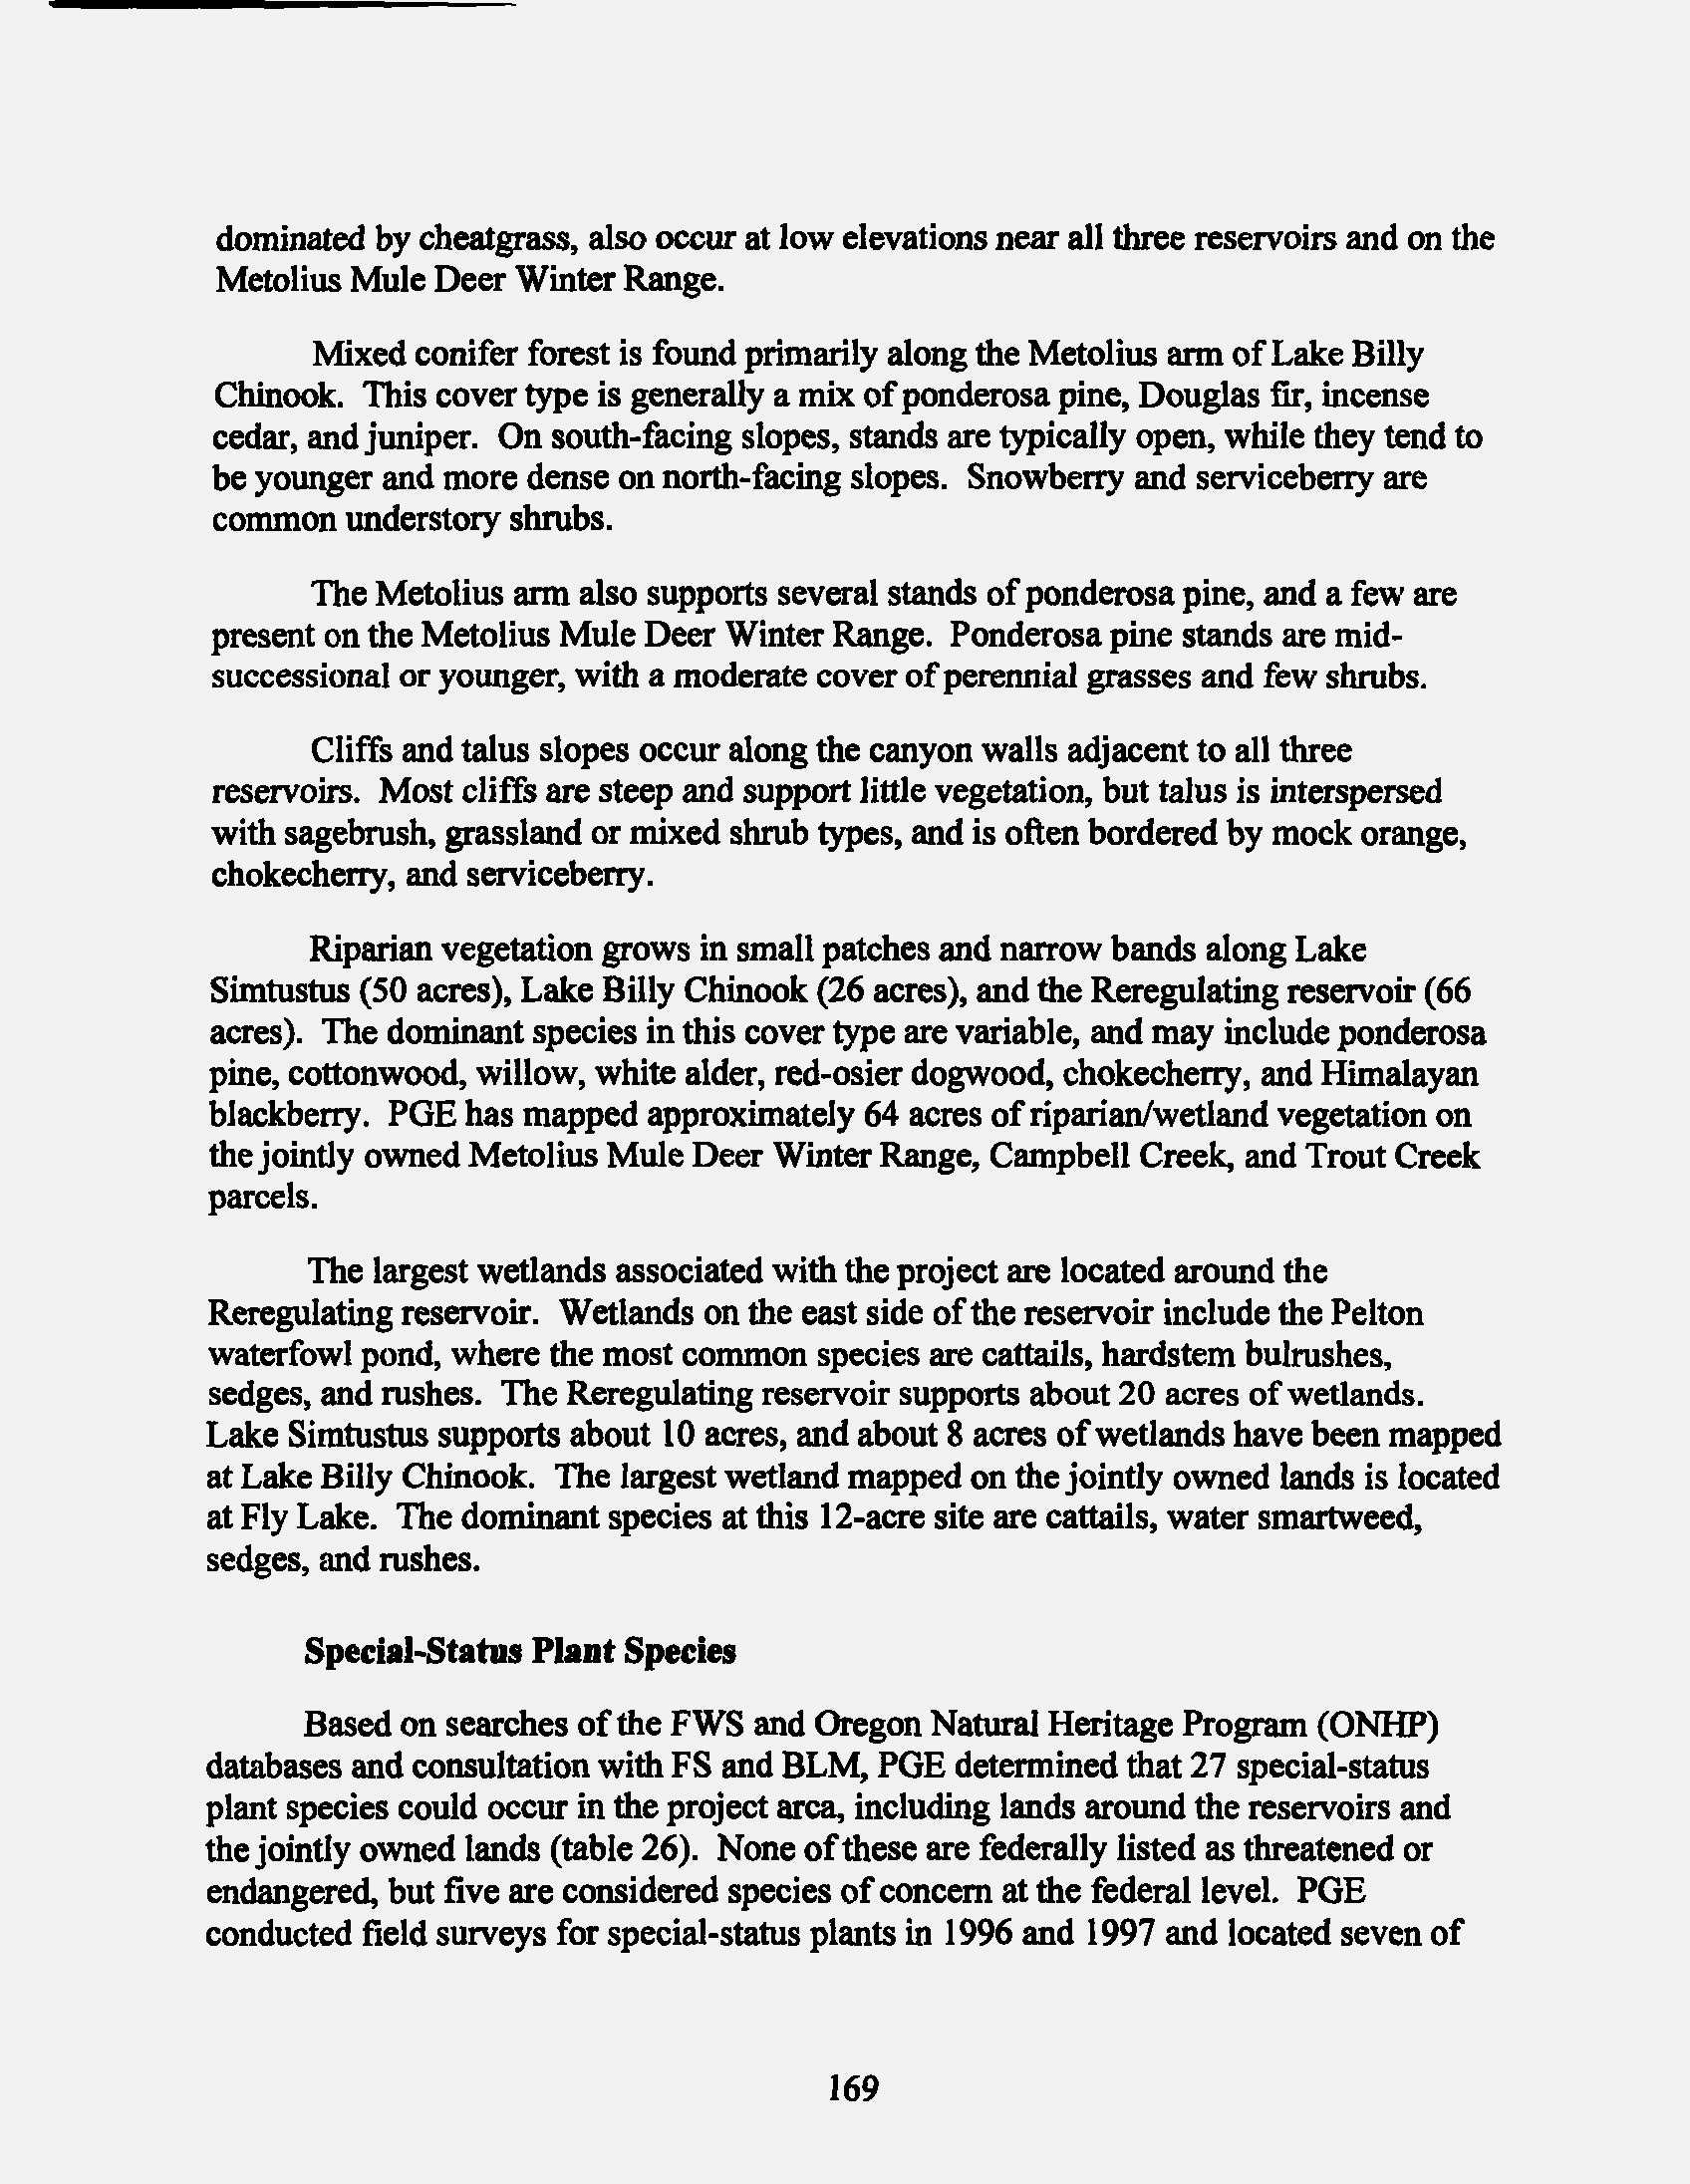 dominated by cheatgrass, also occur at low elevations near all three reservoirs and on the
Metolius Mule Deer Winter Range.
Mixed conifer forest is found primarily along the Metolius arm of Lake Billy
Chinook. This cover type is generally a mix of ponderosa pine, Douglas fir, incense
cedar, and juniper. On south-facing slopes, stands are typically open, while they tend to
be younger and more dense on north-facing slopes. Snowberry and serviceberry are
common understory shrubs.
The Metolius arm also supports several stands of ponderosa pine, and a few are
present on the Metolius Mule Deer Winter Range. Ponderosa pine stands are mid-
successional or younger, with a moderate cover of perennial grasses and few shrubs.
Cliffs and talus slopes occur along the canyon walls adjacent to all three
reservoirs. Most cliffs are steep and support little vegetation, but talus is interspersed
with sagebrush, grassland or mixed shrub types, and is often bordered by mock orange,
chokecherry, and serviceberry.
Riparian vegetation grows in small patches and narrow bands along Lake
Simtustus (50 acres), Lake Billy Chinook (26 acres), and the Reregulating reservoir (66
acres). The dominant species in this cover type are variable, and may include ponderosa
pine, cottonwood, willow, white alder, red-osier dogwood, chokecherry, and Himalayan
blackberry. PGE has mapped approximately 64 acres of riparian/wetland vegetation on
the jointly owned Metolius Mule Deer Winter Range, Campbell Creek, and Trout Creek
parcels.
The largest wetlands associated with the project are located around the
Reregulating reservoir. Wetlands on the east side of the reservoir include the Pelton
waterfowl pond, where the most common species are cattails, hardstem bulrushes,
sedges, and rushes. The Reregulating reservoir supports about 20 acres of wetlands.
Lake Simtustus supports about 10 acres, and about 8 acres of wetlands have been mapped
at Lake Billy Chinook. The largest wetland mapped on the jointly owned lands is located
at Fly Lake. The dominant species at this 12-acre site are cattails, water smartweed,
sedges, and rushes.
Special-Status Plant Species
Based on searches of the FWS and Oregon Natural Heritage Program (ONHP)
databases and consultation with FS and BLM, PGE determined that 27 special-status
plant species could occur in the project area, including lands around the reservoirs and
the jointly owned lands (table 26). None of these are federally listed as threatened or
endangered, but five are considered species of concern at the federal level. PGE
conducted field surveys for special-status plants in 1996 and 1997 and located seven of
169